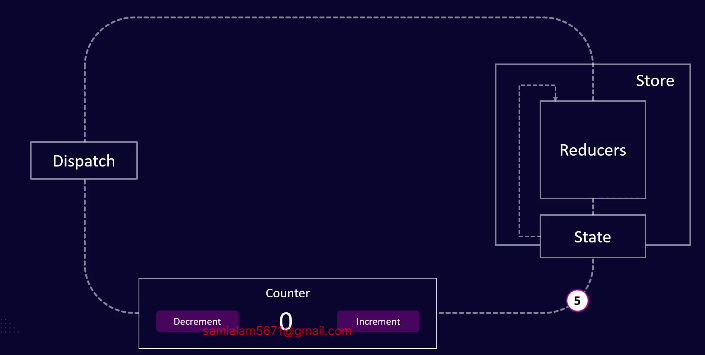 Store
Reducers
Dispatch
State
5
Counter
Decrement
0
Increment
samialam5671@gmail.com